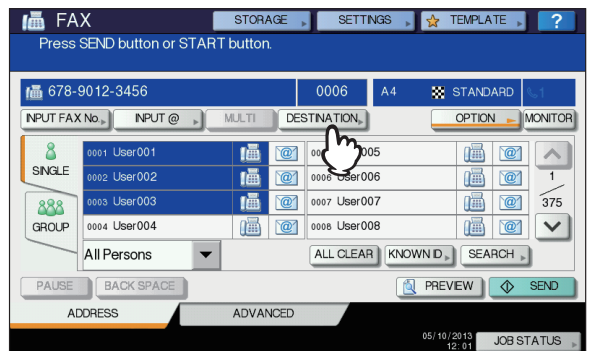 FAX STORAGE SETTINGS TEMPLATE ?
Press SEND button or START button.
678-9012-3456 0006 A4 STANDARD 1
INPUT FAX No. INPUT @ MULTI DESTINATION OPTION MONITOR
SINGLE
GROUP
0001 User001 @
0002 User002 @
0003 User003 @
0004 User004 @
05 @
0006 User006 @
0007 User007 @
0008 User008 @
1
375
All Persons ALL CLEAR KNOWN ID SEARCH
PAUSE BACK SPACE PREVIEW SEND
ADDRESS ADVANCED
05/10/2013
12:01 JOB STATUS